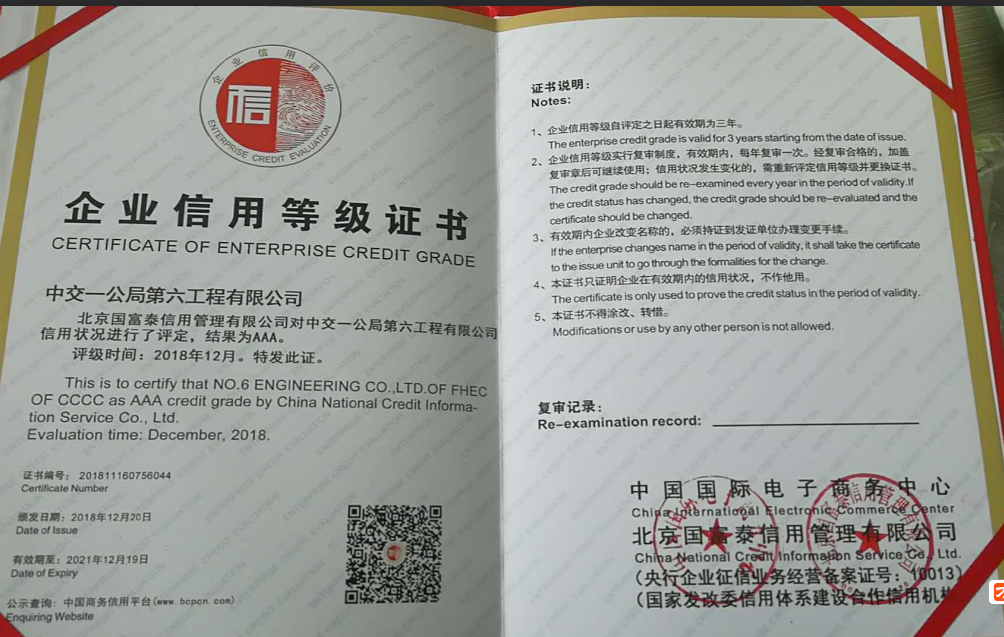 企业信用评价
信
ENTERPRISE CREDIT EVALUATION
企业信用等级证书
CERTIFICATE OF ENTERPRISE CREDIT GRADE
中交一公局第六工程有限公司
北京国富泰信用管理有限公司对中交一公局第六工程有限公司
信用状况进行了评定，结果为AAA。
评级时间：2018年12月。特发此证。
This is to certify that NO.6 ENGINEERING CO.,LTD.OF FHEC
OF CCCC as AAA credit grade by China National Credit Informa-
tion Service Co., Ltd.
Evaluation time: December, 2018.
证书编号： 201811160756044
Certificate Number
颁发日期：2018年12月20日
Date of Issue
有效期至：2021年12月19日
Date of Expiry
公示查询：中国商务信用平台(www.bcpcn.com)
Enquiring Website
证书说明：
Notes:
1、企业信用等级自评定之日起有效期为三年。
The enterprise credit grade is valid for 3 years starting from the date of issue.
2、企业信用等级实行复审制度，有效期内，每年复审一次。经复审合格的，加盖
复审章后可继续使用；信用状况发生变化的，需重新评定信用等级并更换证书。
The credit grade should be re-examined every year in the period of validity.If
the credit status has changed, the credit grade should be re-evaluated and the
certificate should be changed.
3、有效期内企业改变名称的，必须持证到发证单位办理变更手续。
If the enterprise changes name in the period of validity, it shall take the certificate
to the issue unit to go through the formalities for the change.
4、本证书只证明企业在有效期内的信用状况，不作他用。
The certificate is only used to prove the credit status in the period of validity.
5、本证书不得涂改、转借。
Modifications or use by any other person is not allowed.
复审记录：
Re-examination record:
中国国际电子商务中心
China International Electronic Commerce Center
北京国富泰信用管理有限公司
China National Credit Information Service Co., Ltd.
（央行企业征信业务经营备案证号：10013）
（国家发改委信用体系建设合作信用机构